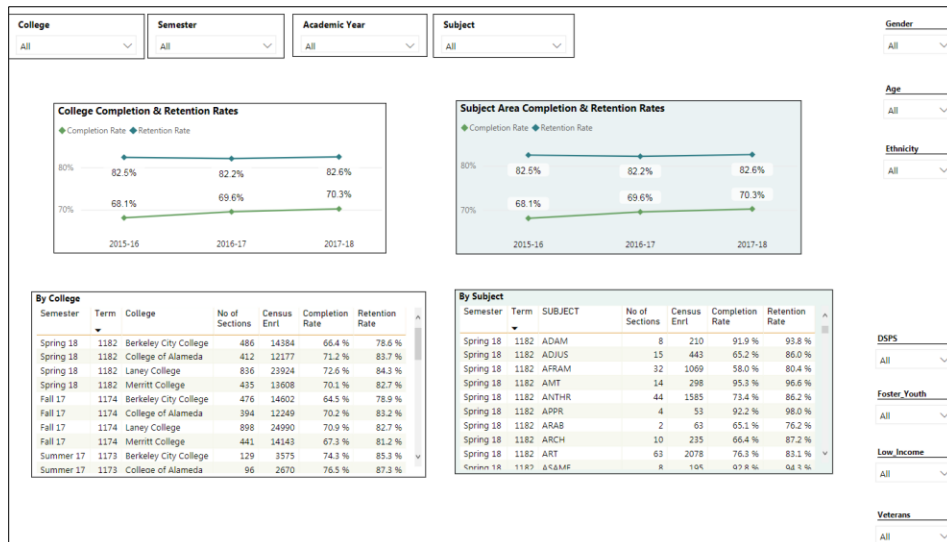 College Semester Academic Year Subject
All All All All
Gender
All
Age
All
Ethnicity
All
College Completion & Retention Rates
Completion Rate Retention Rate
80%
82.5% 82.2% 82.6%
68.1% 69.6% 70.3%
70%
2015-16 2016-17 2017-18
Subject Area Completion & Retention Rates
Completion Rate Retention Rate
80%
82.5% 82.2% 82.6%
68.1% 69.6% 70.3%
70%
2015-16 2016-17 2017-18
By College
Semester Term College No of Sections Census Enrl Completion Rate Retention Rate
Spring 18 1182 Berkeley City College 486 14384 66.4 % 78.6 %
Spring 18 1182 College of Alameda 412 12177 71.2 % 83.7 %
Spring 18 1182 Laney College 836 23924 72.6 % 84.3 %
Spring 18 1182 Merritt College 435 13608 70.1 % 82.7 %
Fall 17 1174 Berkeley City College 476 14602 64.5 % 78.9 %
Fall 17 1174 College of Alameda 394 12249 70.2 % 83.2 %
Fall 17 1174 Laney College 898 24990 70.9 % 82.7 %
Fall 17 1174 Merritt College 441 14143 67.3 % 81.2 %
Summer 17 1173 Berkeley City College 129 3575 74.3 % 85.3 %
Summer 17 1173 College of Alameda 96 2670 76.5 % 87.3 %
By Subject
Semester Term SUBJECT No of Sections Census Enrl Completion Rate Retention Rate
Spring 18 1182 ADAM 8 210 91.9 % 93.8 %
Spring 18 1182 ADJUS 15 443 65.2 % 86.0 %
Spring 18 1182 AFRAM 32 1069 58.0 % 80.4 %
Spring 18 1182 AMT 14 298 95.3 % 96.6 %
Spring 18 1182 ANTHR 44 1585 73.4 % 86.2 %
Spring 18 1182 APPR 4 53 92.2 % 98.0 %
Spring 18 1182 ARAB 2 63 65.1 % 76.2 %
Spring 18 1182 ARCH 10 235 66.4 % 87.2 %
Spring 18 1182 ART 63 2078 76.3 % 83.1 %
Spring 18 1182 ASAME 8 195 92.8 % 94.3 %
DSPS
All
Foster_Youth
All
Low_Income
All
Veterans
All